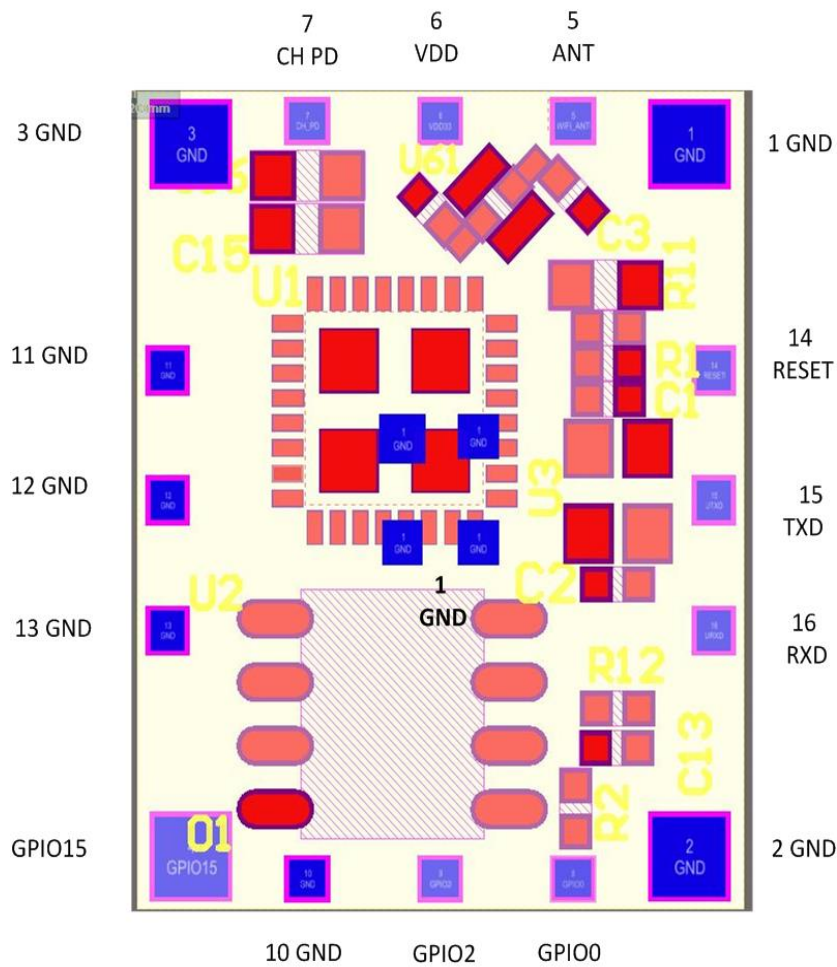 7
CH PD
6
VDD
5
ANT
mm
3 GND
3
GND
7
CH_PD
6
VDD33
5
WIFI_ANT
1
GND
1 GND
U61
C15
C3
R11
U1
11 GND
11
GND
R1
C1
14
RESET
14
RESET
1
GND
1
GND
12 GND
12
GND
U3
15
UTXD
15
TXD
1
GND
1
GND
U2
1
GND
C2
13 GND
13
GND
16
URXD
16
RXD
R12
C13
R2
GPIO15
O1
GPIO15
10
GND
9
GPIO2
8
GPIO0
2
GND
2 GND
10 GND
GPIO2
GPIO0